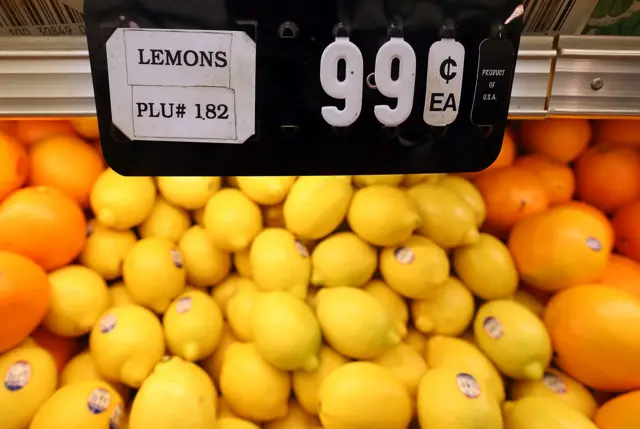 LEMONS
PLU# 182
99¢
EA
PRODUCT
OF
U.S.A.